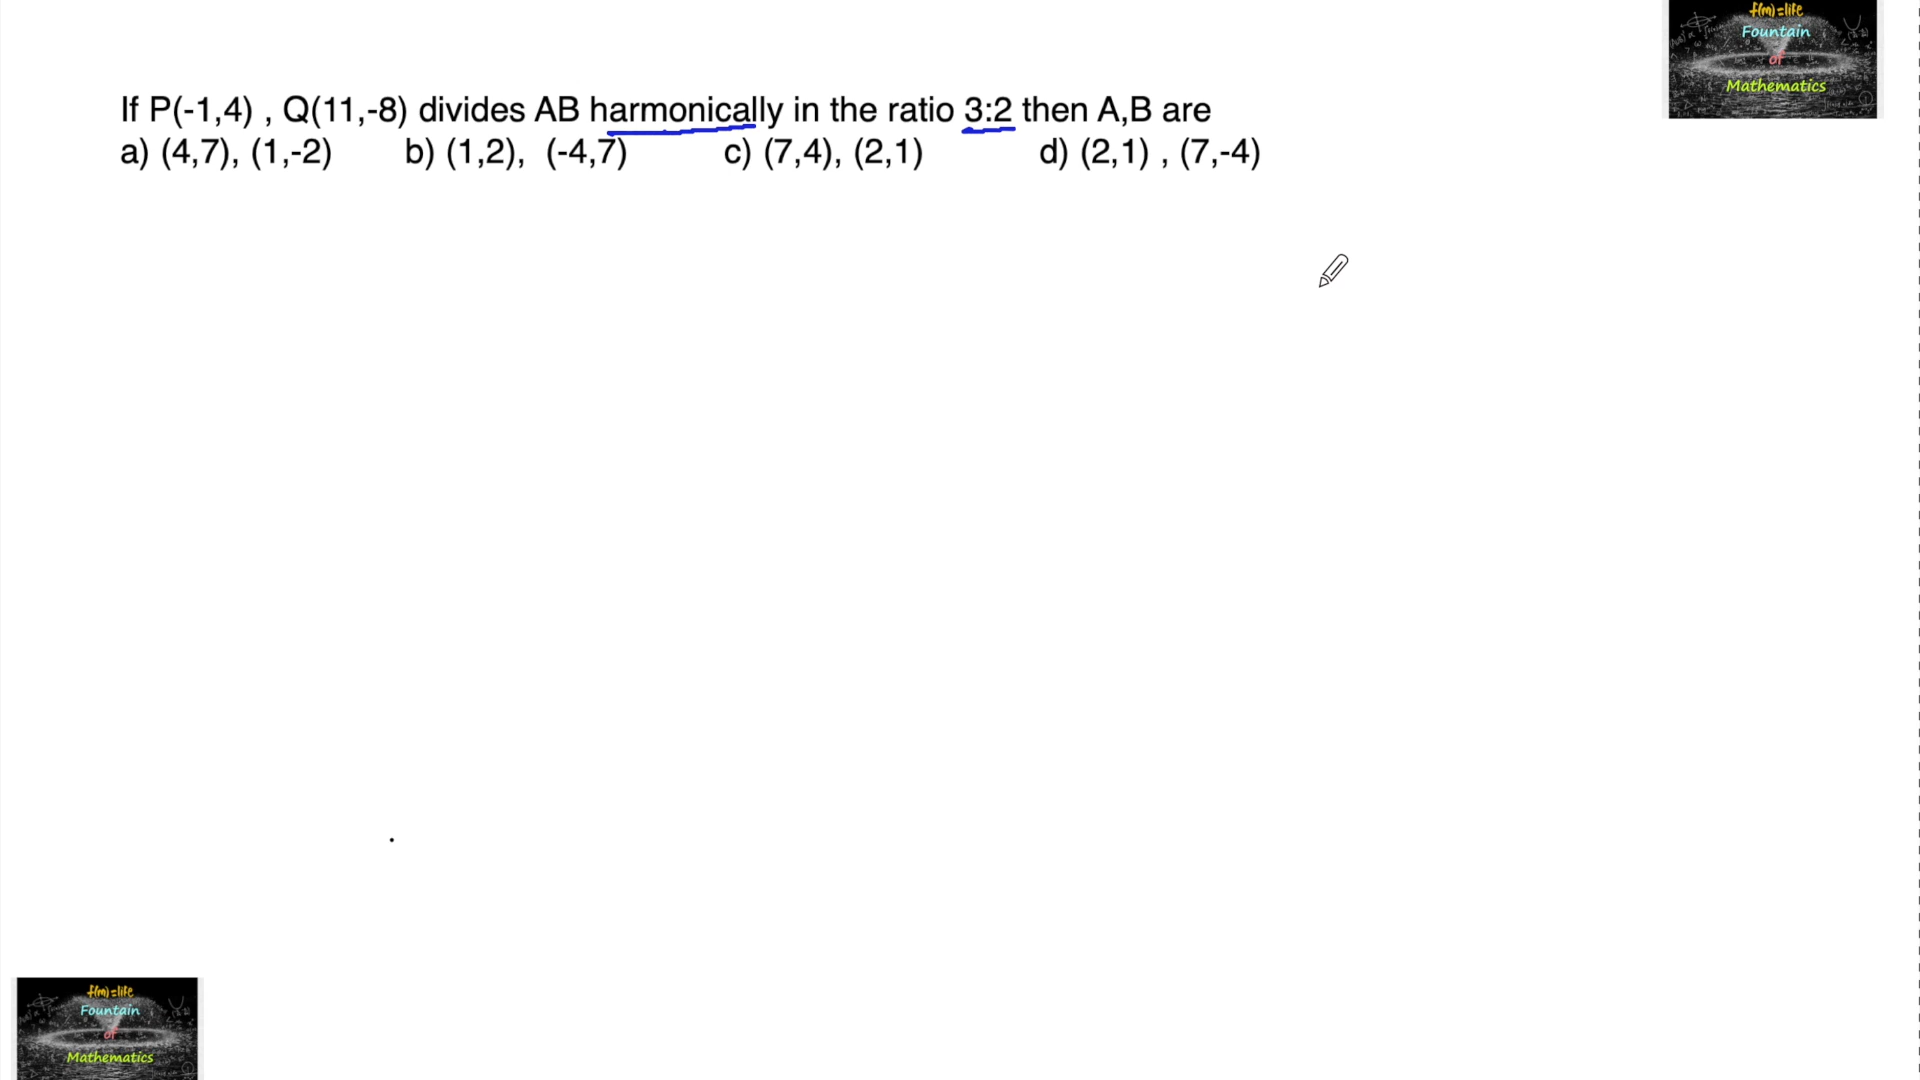 f(m)=life
Fountain
of
Mathematics
If P(-1,4) , Q(11,-8) divides AB harmonically in the ratio 3:2 then A,B are
a) (4,7), (1,-2) b) (1,2), (-4,7) c) (7,4), (2,1) d) (2,1) , (7,-4)
f(m)=life
Fountain
of
Mathematics